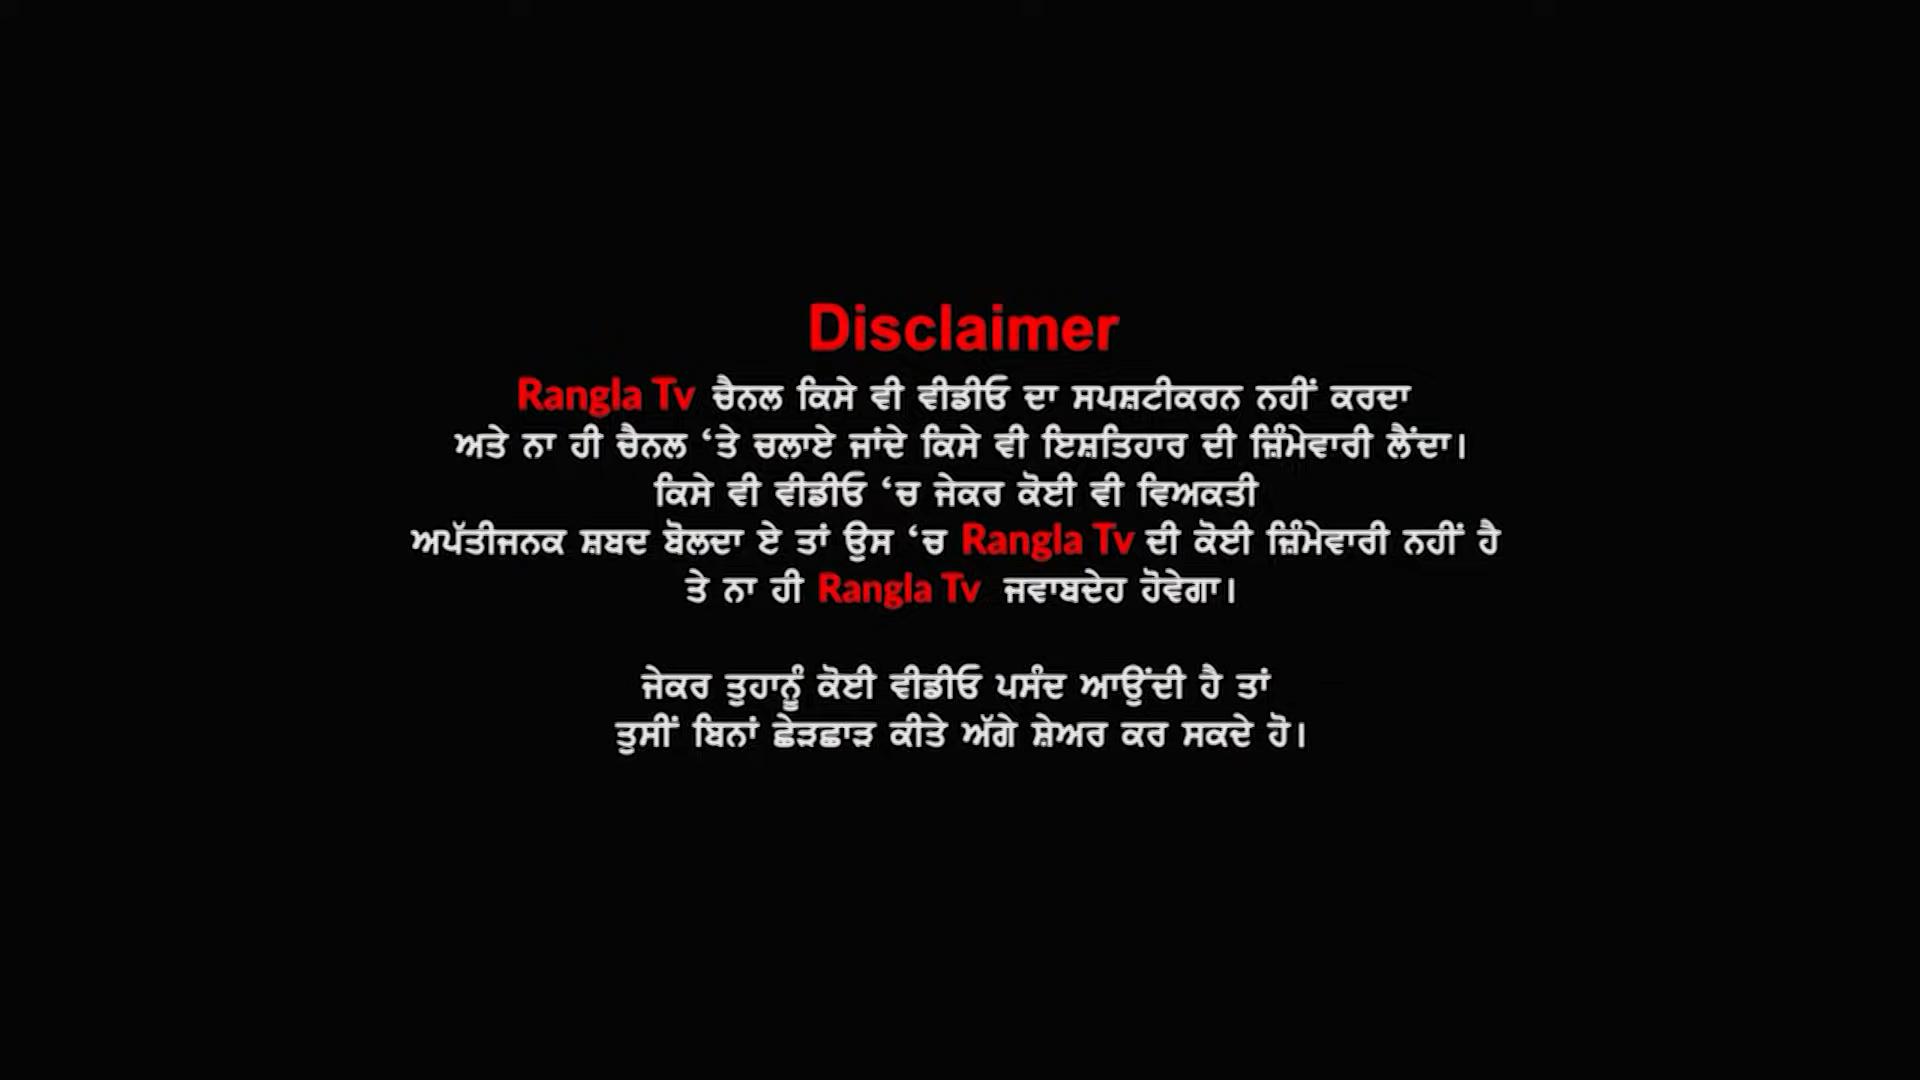 Disclaimer
Rangla Tv ਚੈਨਲ ਕਿਸੇ ਵੀ ਵੀਡੀਓ ਦਾ ਸਪਸ਼ਟੀਕਰਨ ਨਹੀਂ ਕਰਦਾ
ਅਤੇ ਨਾ ਹੀ ਚੈਨਲ ‘ਤੇ ਚਲਾਏ ਜਾਂਦੇ ਕਿਸੇ ਵੀ ਇਸ਼ਤਿਹਾਰ ਦੀ ਜ਼ਿੰਮੇਵਾਰੀ ਲੈਂਦਾ।
ਕਿਸੇ ਵੀ ਵੀਡੀਓ ‘ਚ ਜੇਕਰ ਕੋਈ ਵੀ ਵਿਅਕਤੀ
ਅਪੱਤੀਜਨਕ ਸ਼ਬਦ ਬੋਲਦਾ ਏ ਤਾਂ ਉਸ ‘ਚ Rangla Tv ਦੀ ਕੋਈ ਜ਼ਿੰਮੇਵਾਰੀ ਨਹੀਂ ਹੈ
ਤੇ ਨਾ ਹੀ Rangla Tv ਜਵਾਬਦੇਹ ਹੋਵੇਗਾ।
ਜੇਕਰ ਤੁਹਾਨੂੰ ਕੋਈ ਵੀਡੀਓ ਪਸੰਦ ਆਉਂਦੀ ਹੈ ਤਾਂ
ਤੁਸੀਂ ਬਿਨਾਂ ਛੇੜਛਾੜ ਕੀਤੇ ਅੱਗੇ ਸ਼ੇਅਰ ਕਰ ਸਕਦੇ ਹੋ।